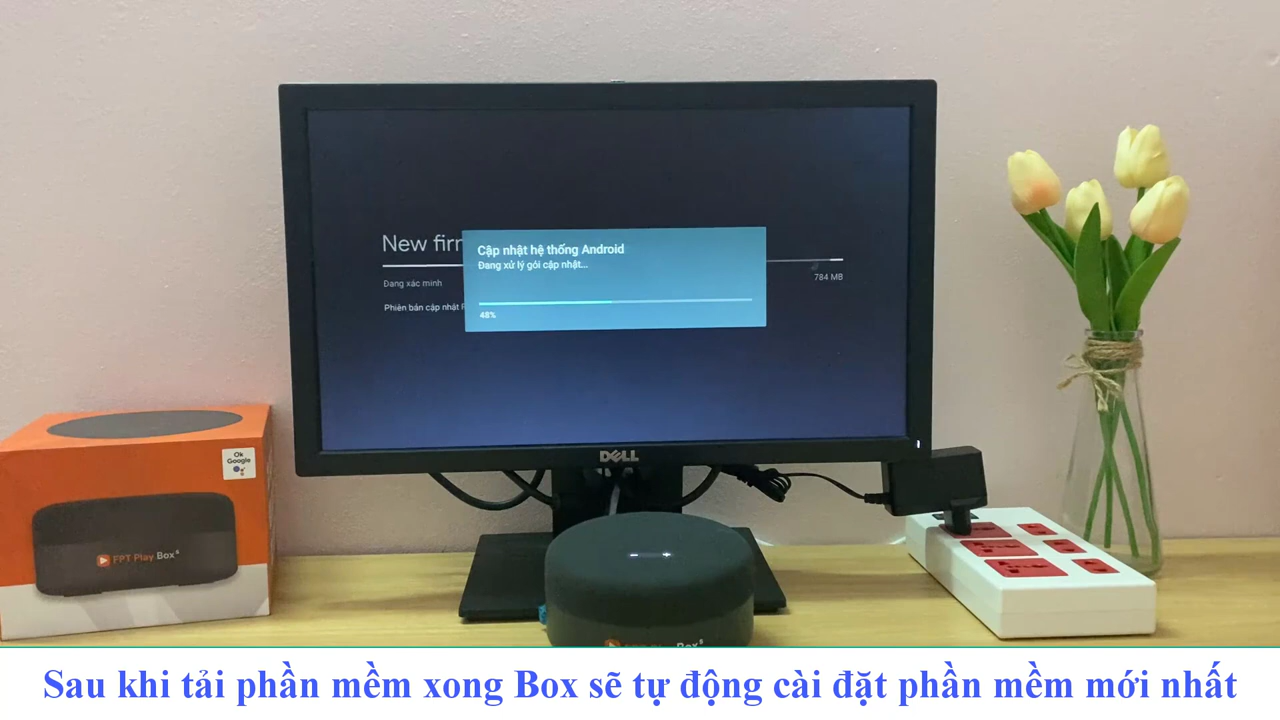 New firm
Cập nhật hệ thống Android
Đang xử lý gói cập nhật...
48%
Đang xác minh
784 MB
Phiên bản cập nhật
DELL
Ok
Google
FPT Play Box S
FPT Play Box S
Sau khi tải phần mềm xong Box sẽ tự động cài đặt phần mềm mới nhất